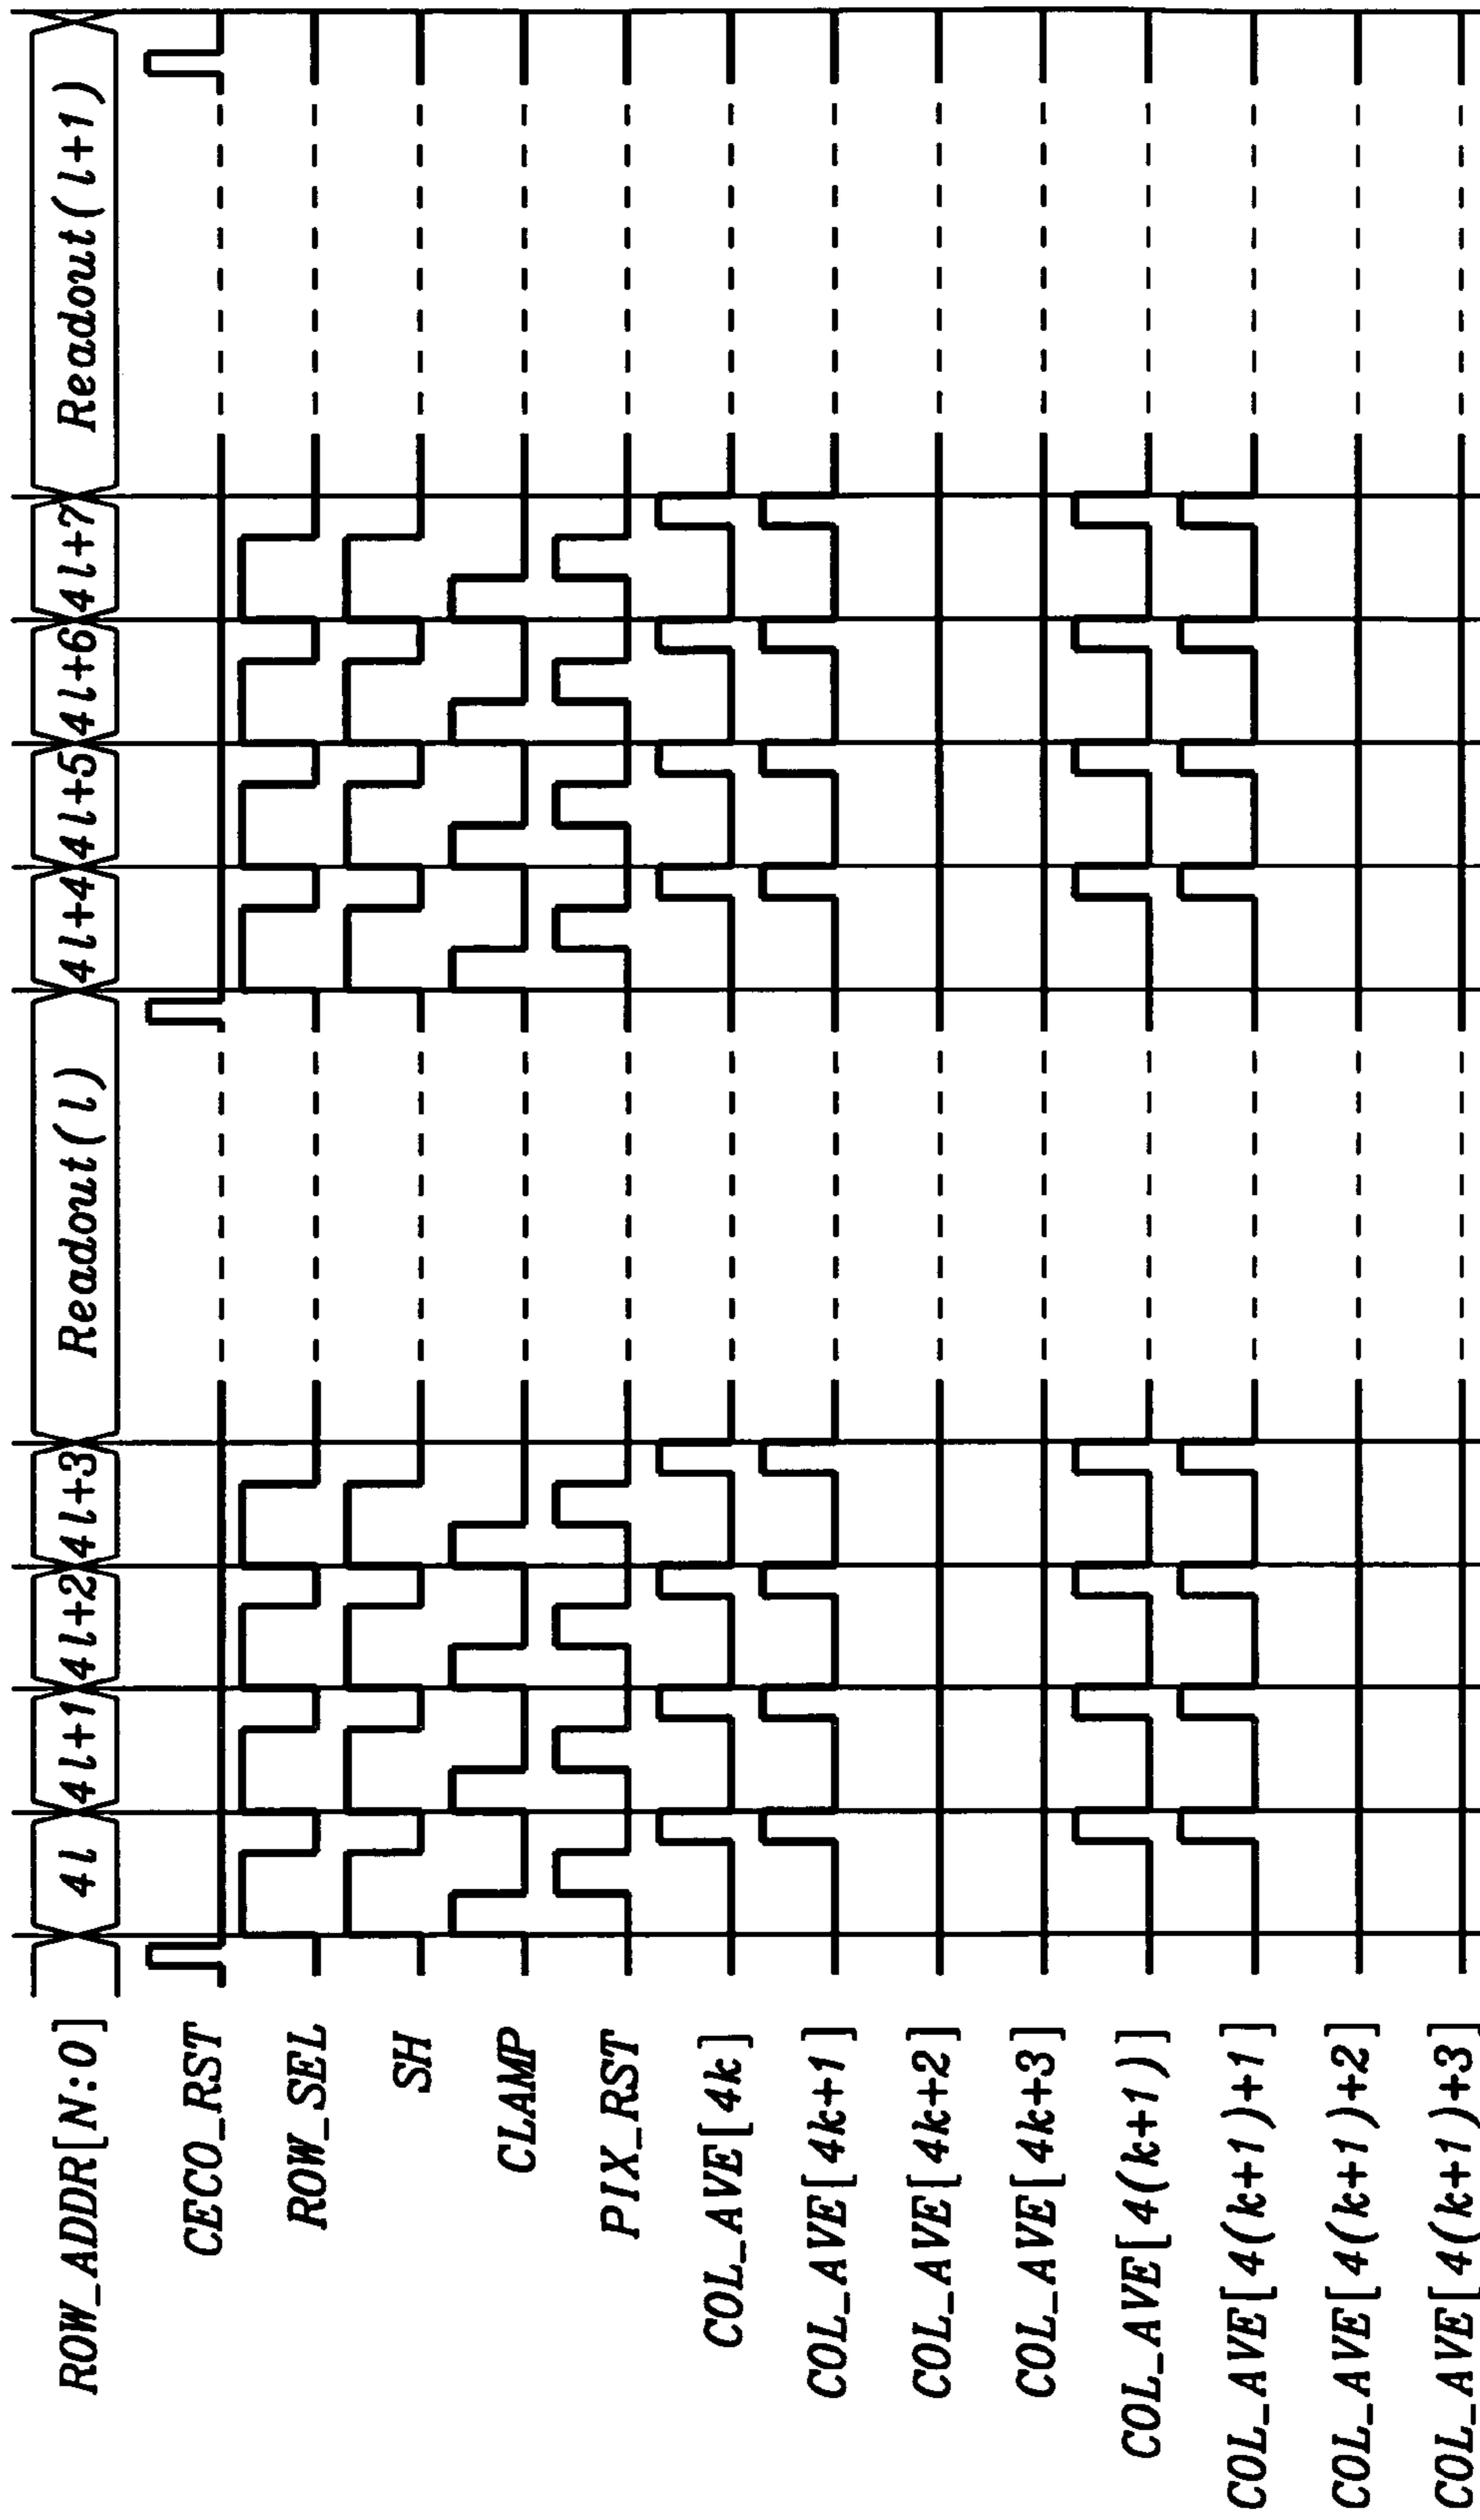 ROW_ADDR[N:0]
4l
4l+1
4l+2
4l+3
Readout(l)
4l+4
4l+5
4l+6
4l+7
Readout(l+1)
CECO_RST
ROW_SEL
SH
CLAMP
PIX_RST
COL_AVE[4k]
COL_AVE[4k+1]
COL_AVE[4k+2]
COL_AVE[4k+3]
COL_AVE[4(k+1)]
COL_AVE[4(k+1)+1]
COL_AVE[4(k+1)+2]
COL_AVE[4(k+1)+3]